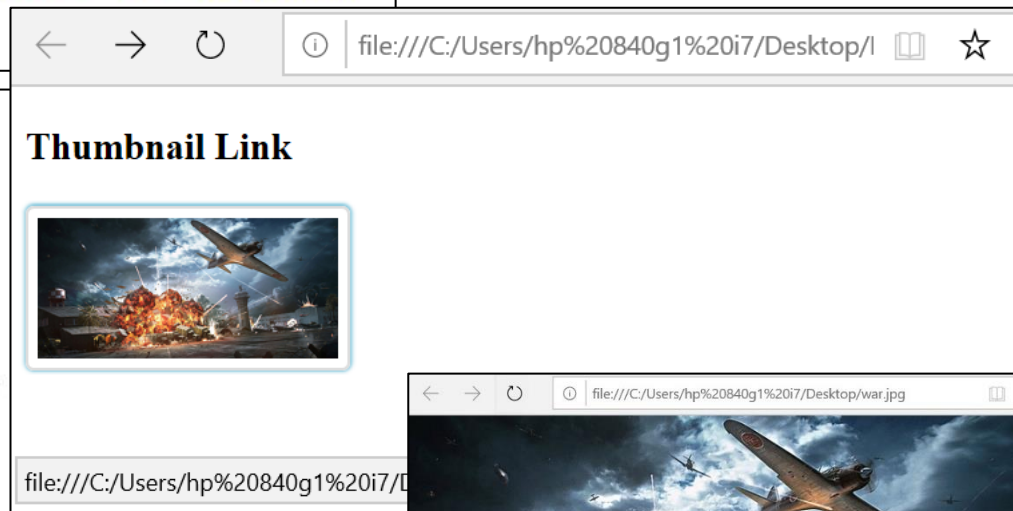 file:///C:/Users/hp%20840g1%20i7/Desktop/
Thumbnail Link
file:///C:/Users/hp%20840g1%20i7/Desktop/war.jpg
file:///C:/Users/hp%20840g1%20i7/